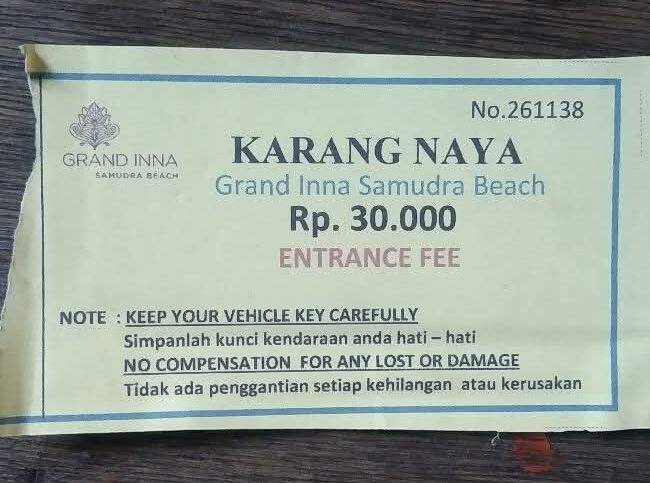 No.261138
GRAND INNA
SAMUDRA BEACH
KARANG NAYA
Grand Inna Samudra Beach
Rp. 30.000
ENTRANCE FEE
NOTE : KEEP YOUR VEHICLE KEY CAREFULLY
Simpanlah kunci kendaraan anda hati – hati
NO COMPENSATION FOR ANY LOST OR DAMAGE
Tidak ada penggantian setiap kehilangan atau kerusakan